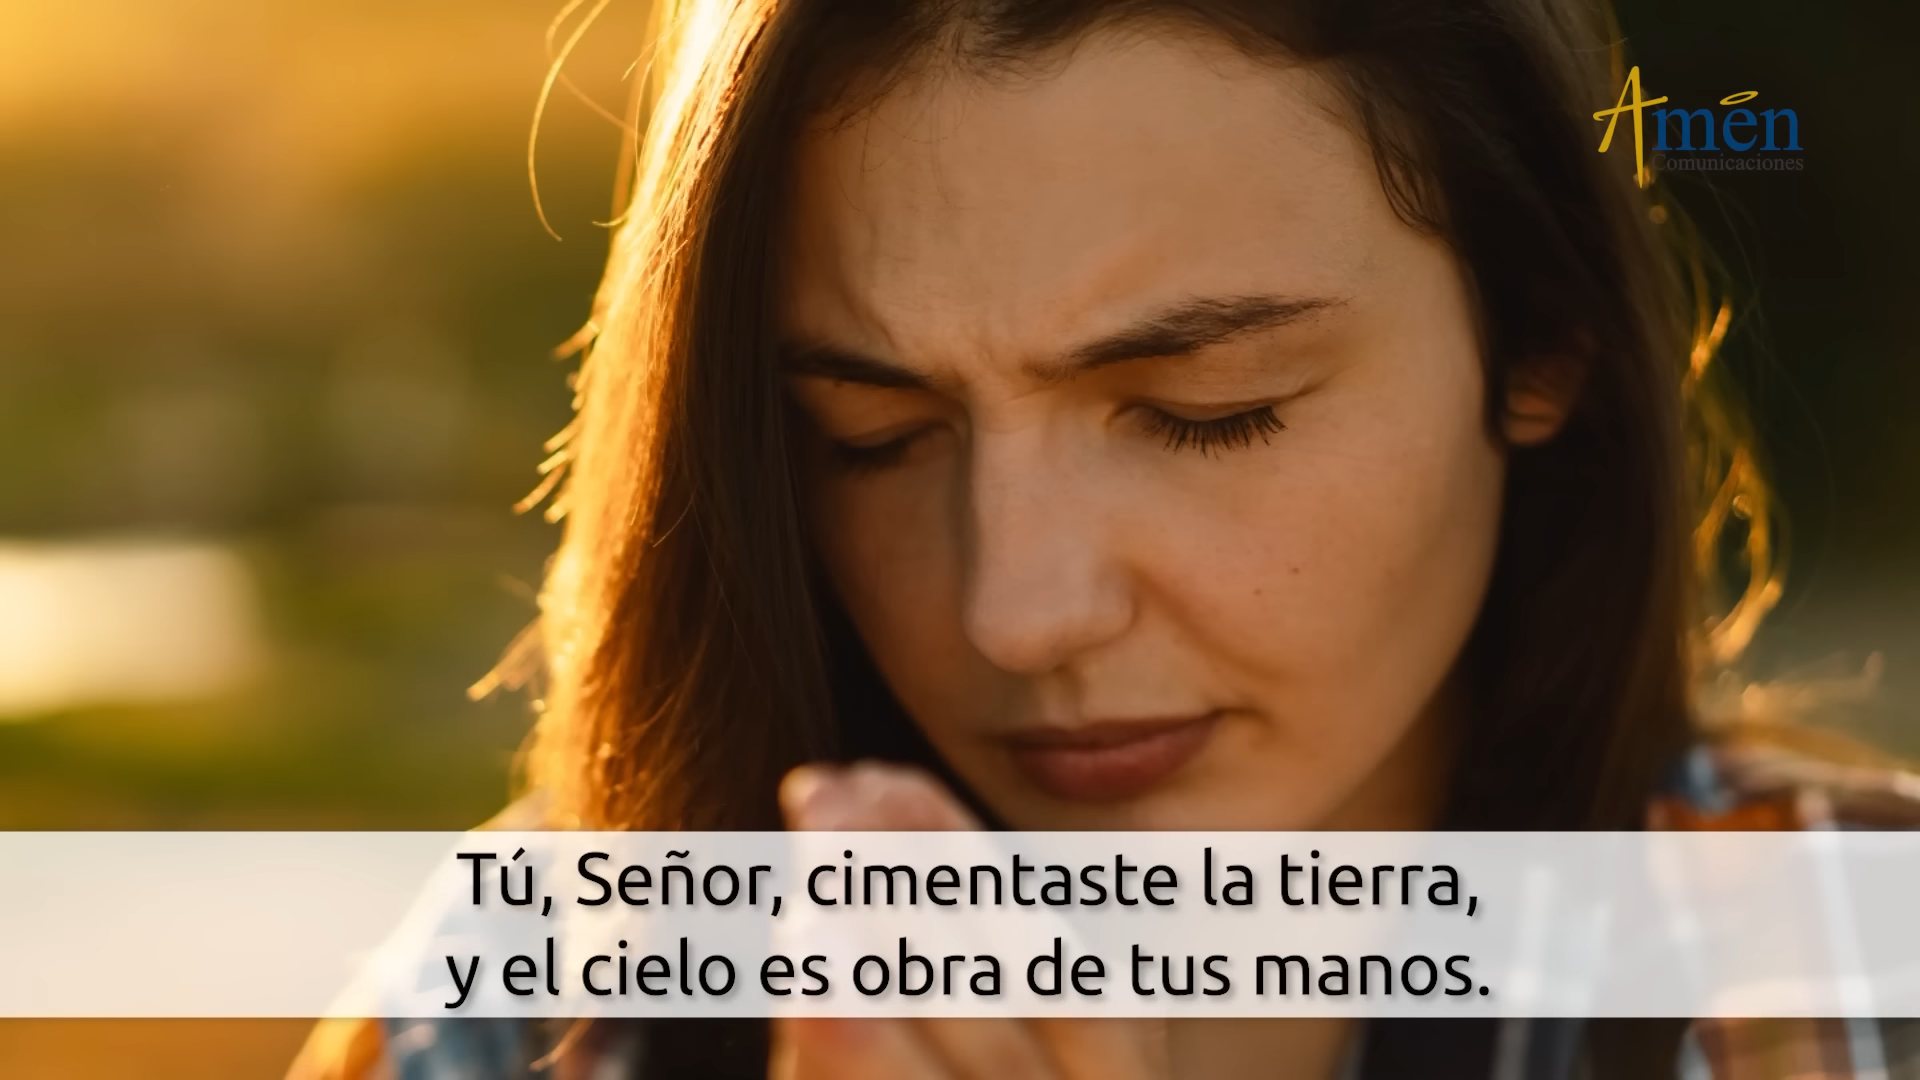 Amén
Comunicaciones
Tú, Señor, cimentaste la tierra,
y el cielo es obra de tus manos.